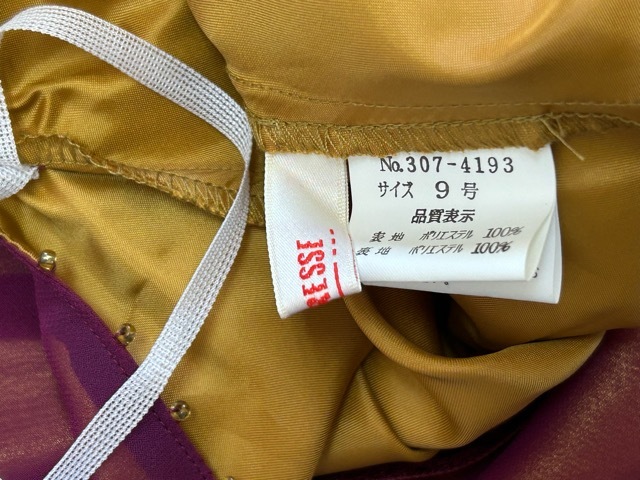 No.307-4193
サイズ 9 号
品質表示
表 地 ポリエステル 100%
裏 地 ポリエステル 100%